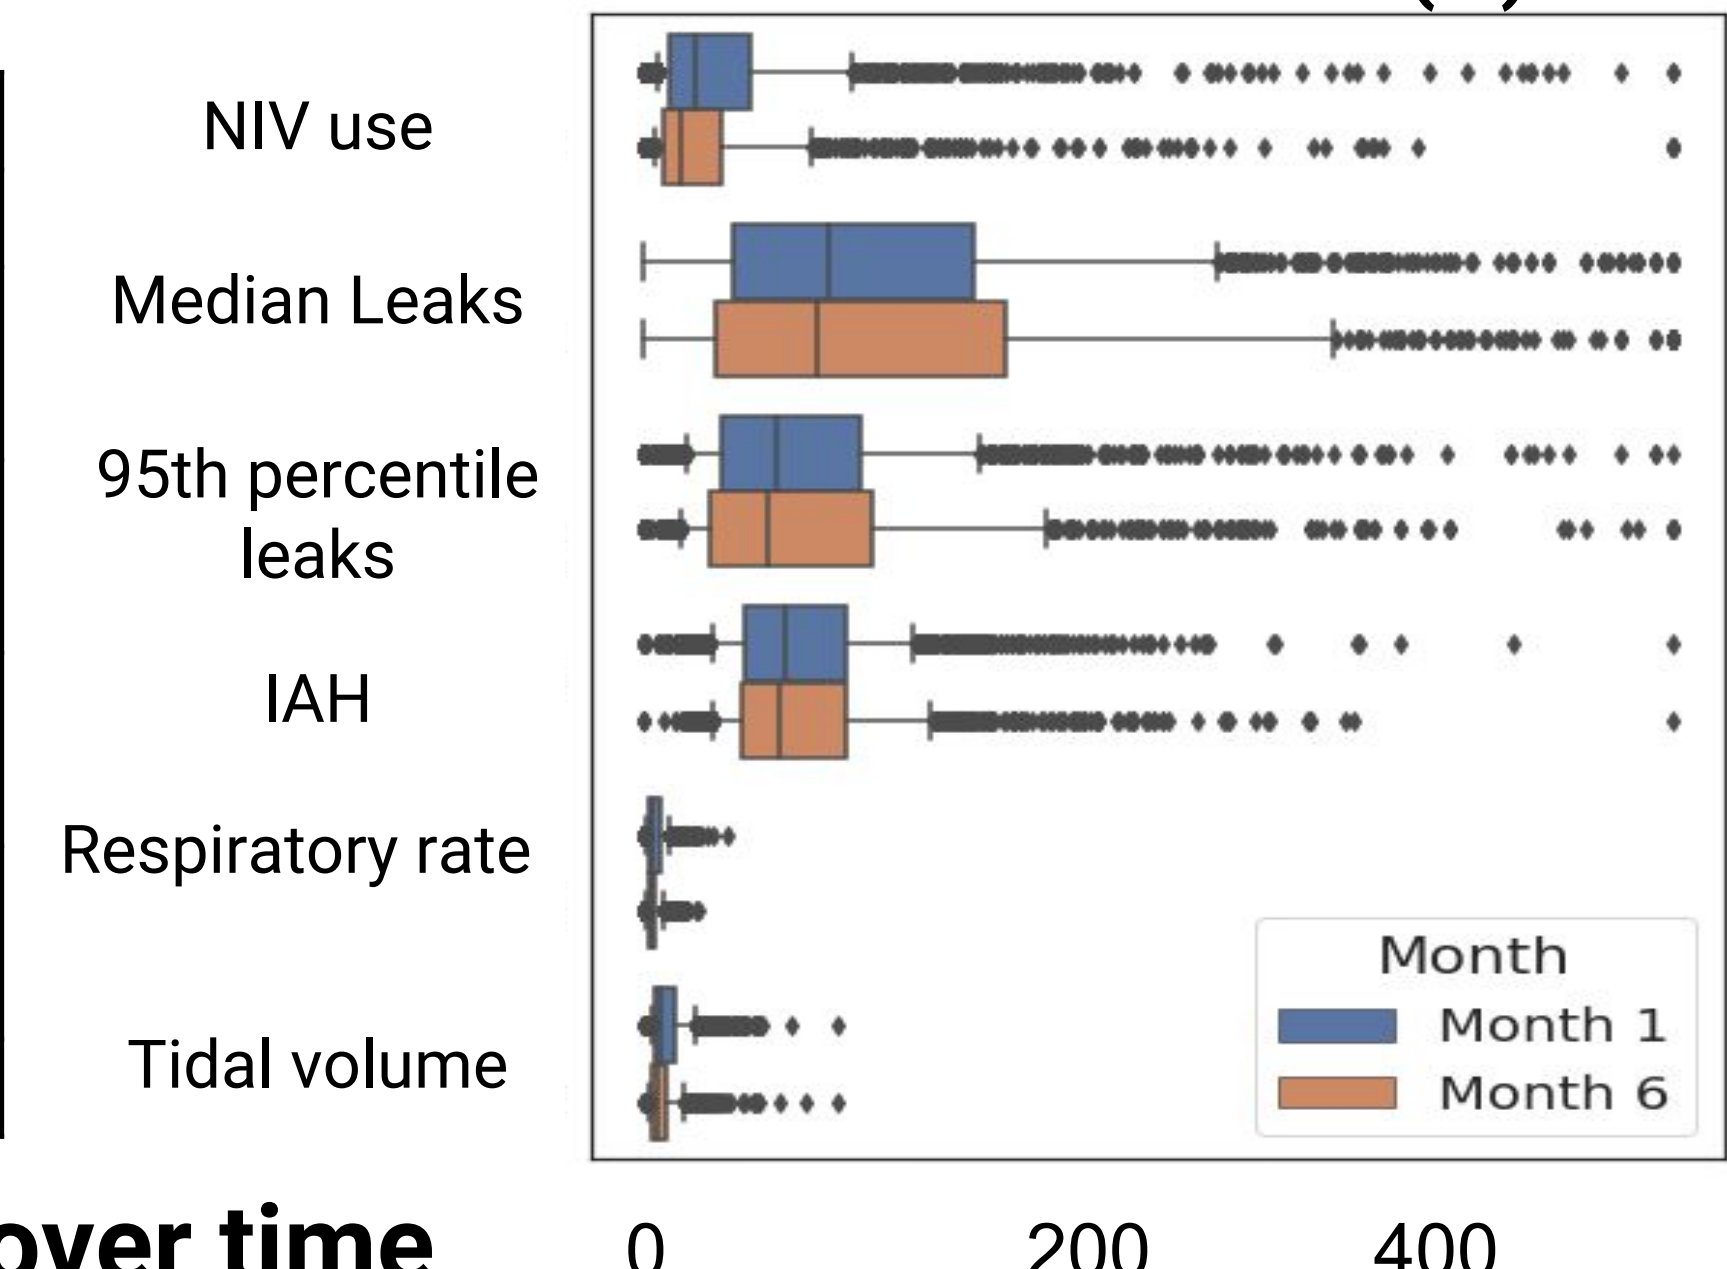 NIV use
Median Leaks
95th percentile
leaks
IAH
Respiratory rate
Tidal volume
Month
Month 1
Month 6
over time
0 200 400